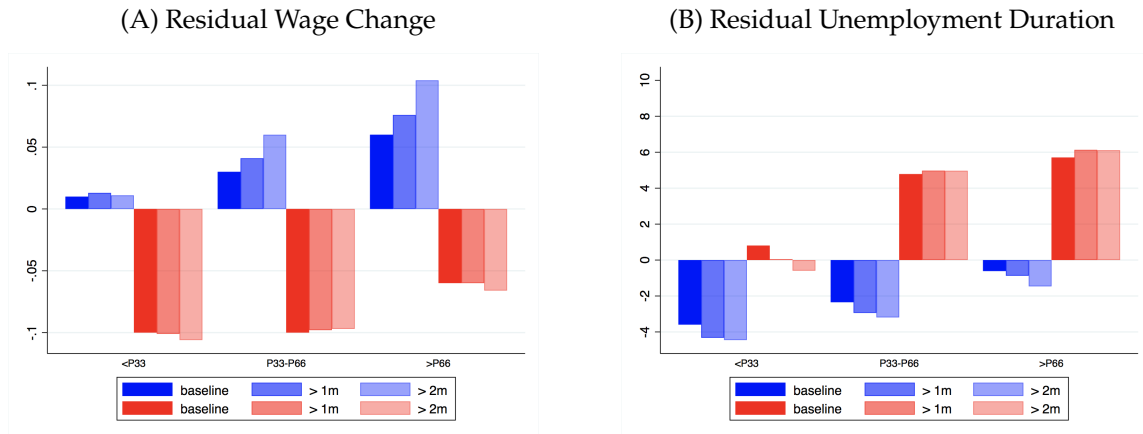 (A) Residual Wage Change
.1
.05
0
-.05
-.1
<P33
P33-P66
>P66
baseline > 1m > 2m
baseline > 1m > 2m
(B) Residual Unemployment Duration
10
8
6
4
2
0
-2
-4
<P33
P33-P66
>P66
baseline > 1m > 2m
baseline > 1m > 2m